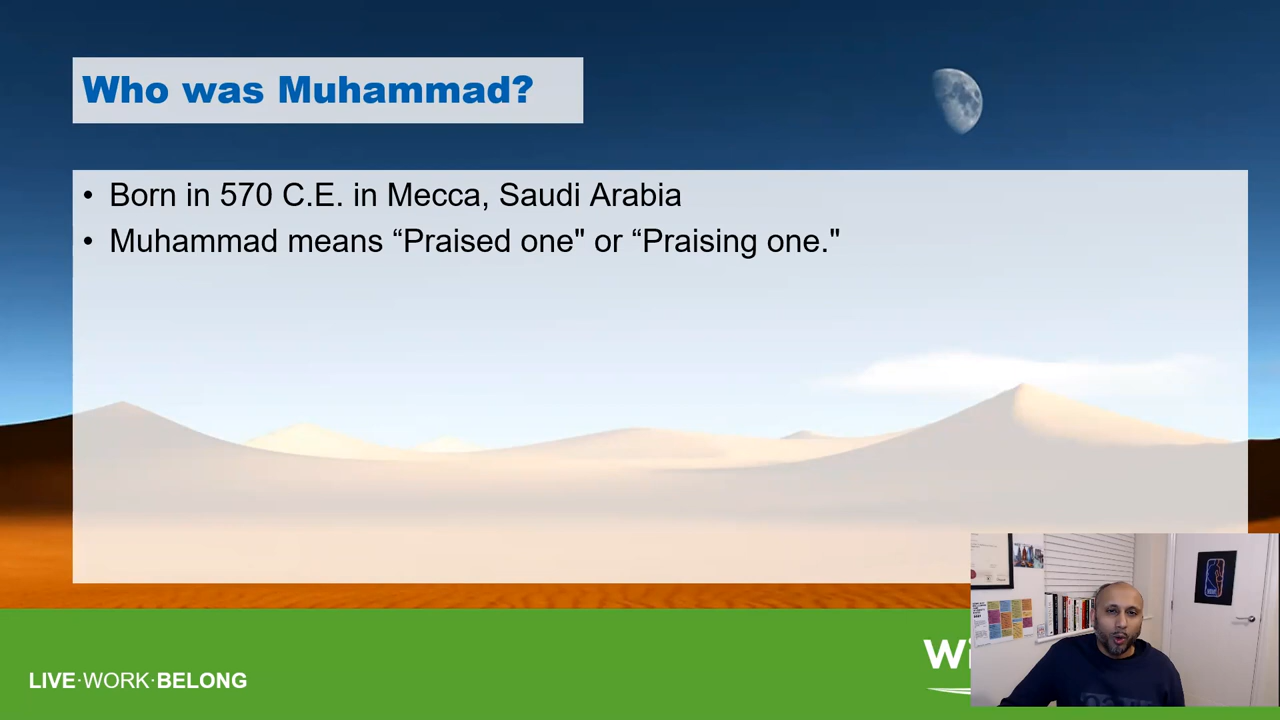 Who was Muhammad?
• Born in 570 C.E. in Mecca, Saudi Arabia
• Muhammad means “Praised one" or “Praising one."
LIVE·WORK·BELONG